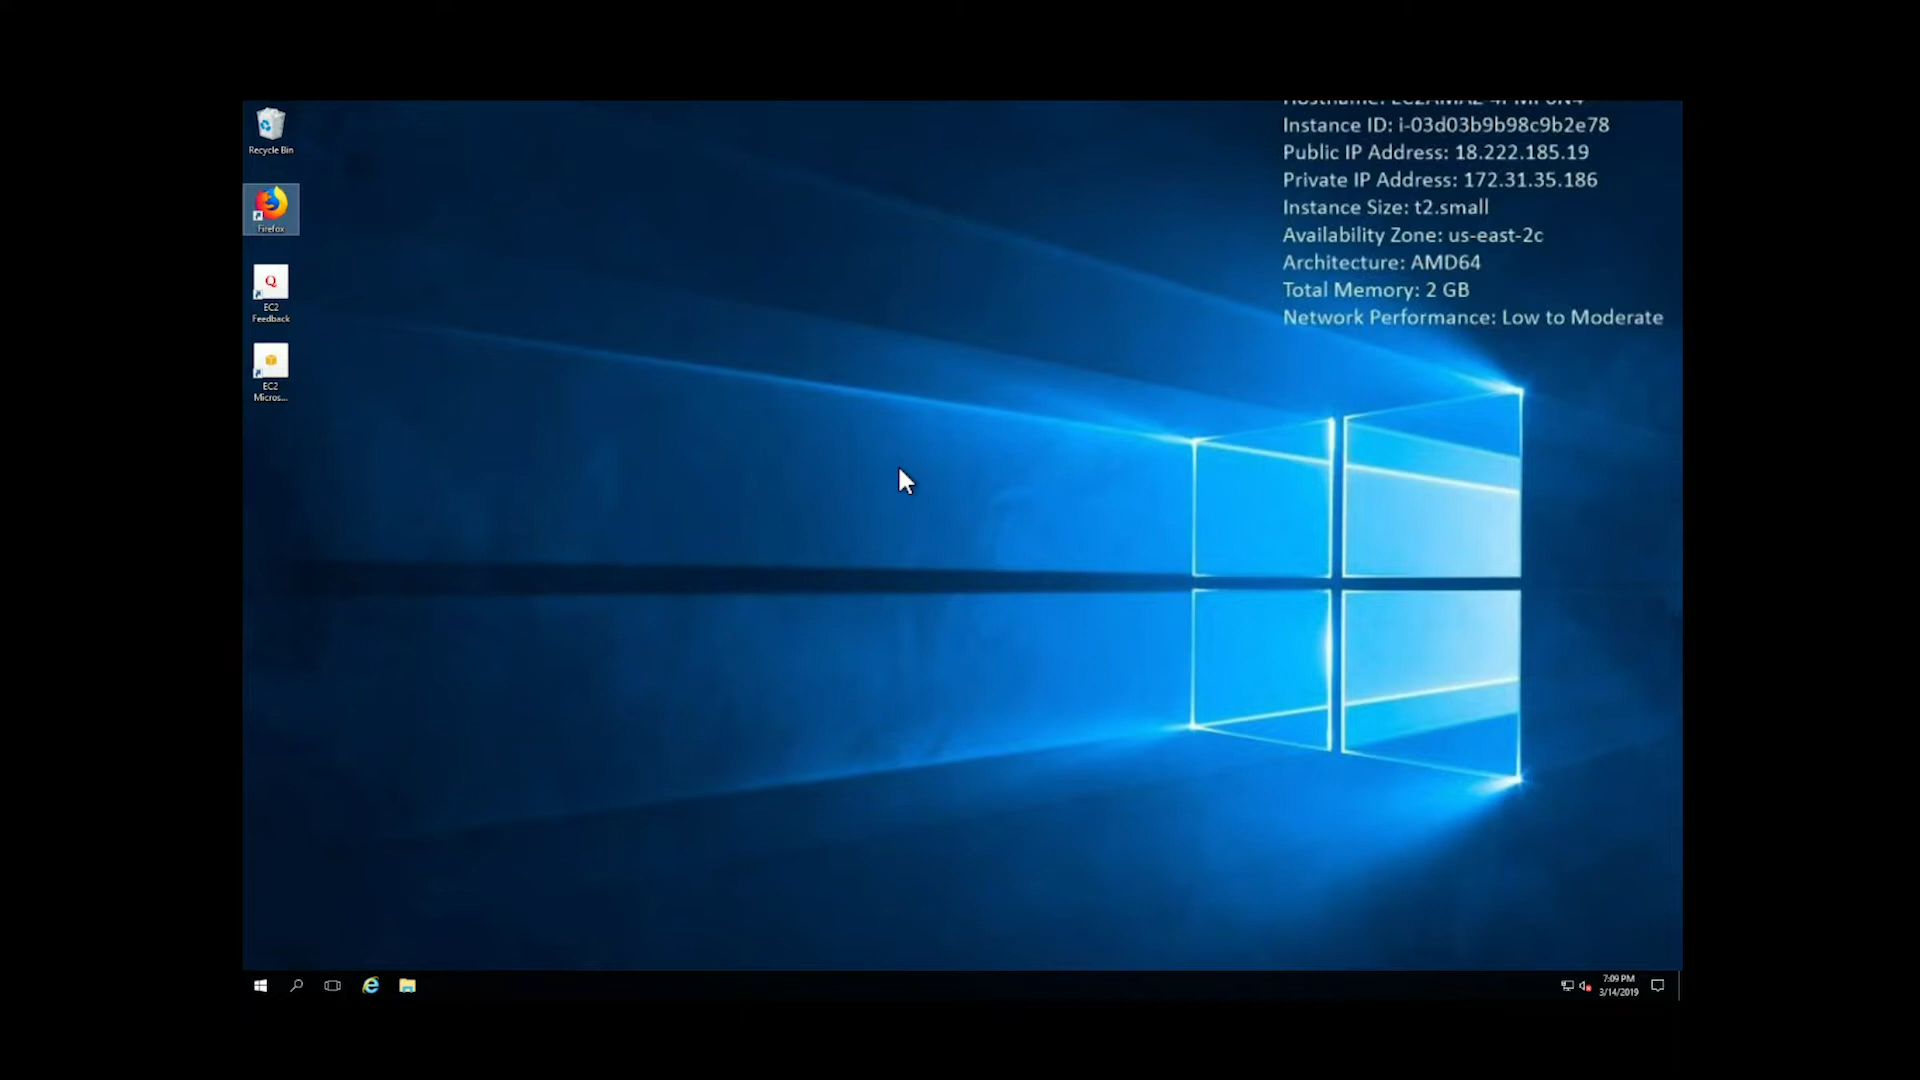 Instance ID: i-03d03b9b98c9b2e78
Public IP Address: 18.222.185.19
Private IP Address: 172.31.35.186
Instance Size: t2.small
Availability Zone: us-east-2c
Architecture: AMD64
Total Memory: 2 GB
Network Performance: Low to Moderate
Recycle Bin
Firefox
EC2
Feedback
EC2
Micros...
7:09 PM
3/14/2019